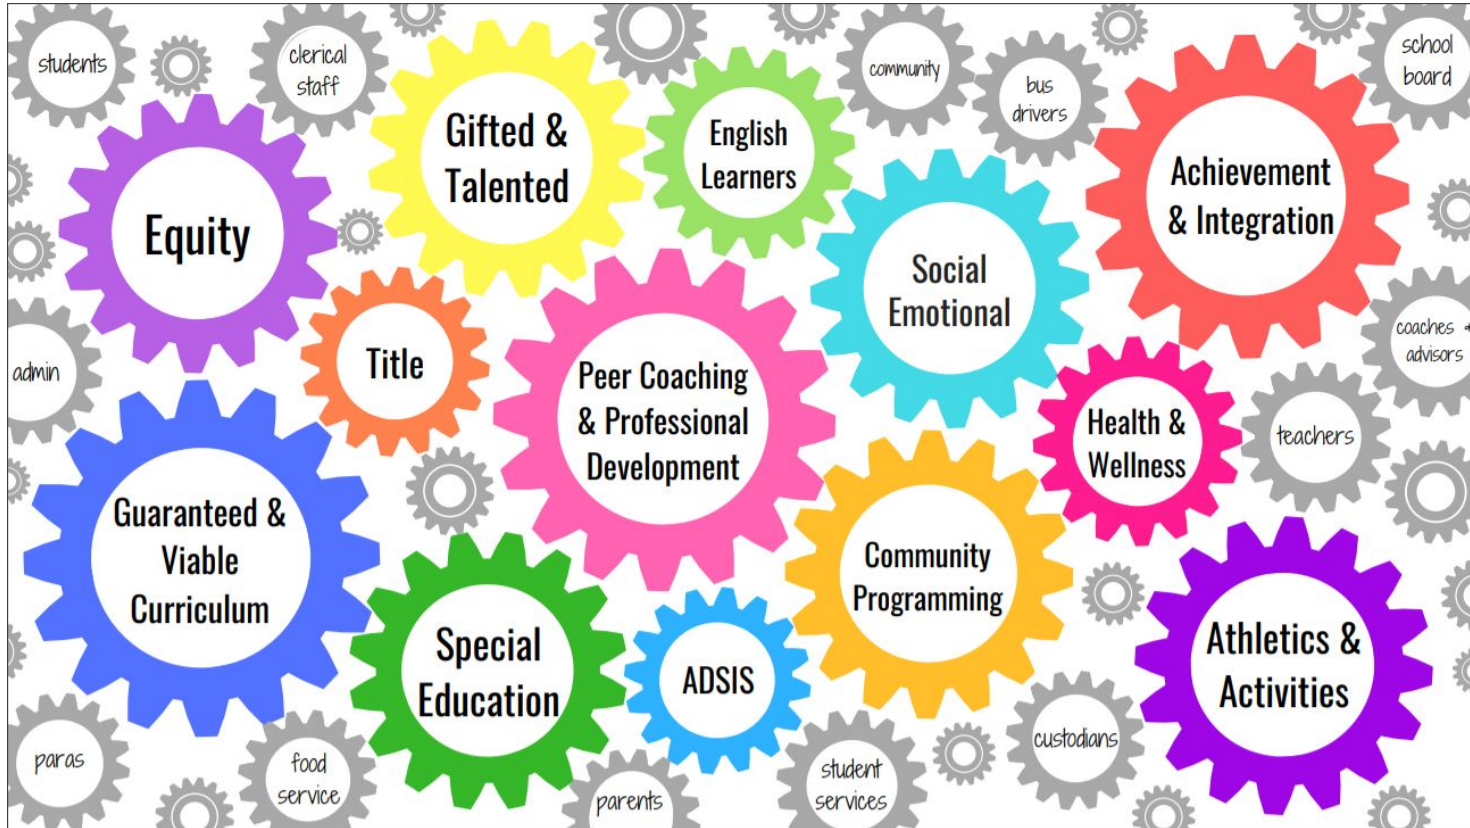 students
clerical
staff
community
bus
drivers
school
board
Gifted &
Talented
English
Learners
Achievement
& Integration
Equity
Social
Emotional
Title
Peer Coaching
& Professional
Development
admin
coaches &
advisors
Health &
Wellness
teachers
Guaranteed &
Viable
Curriculum
Community
Programming
Special
Education
ADSIS
Athletics &
Activities
paras
food
service
parents
student
services
custodians